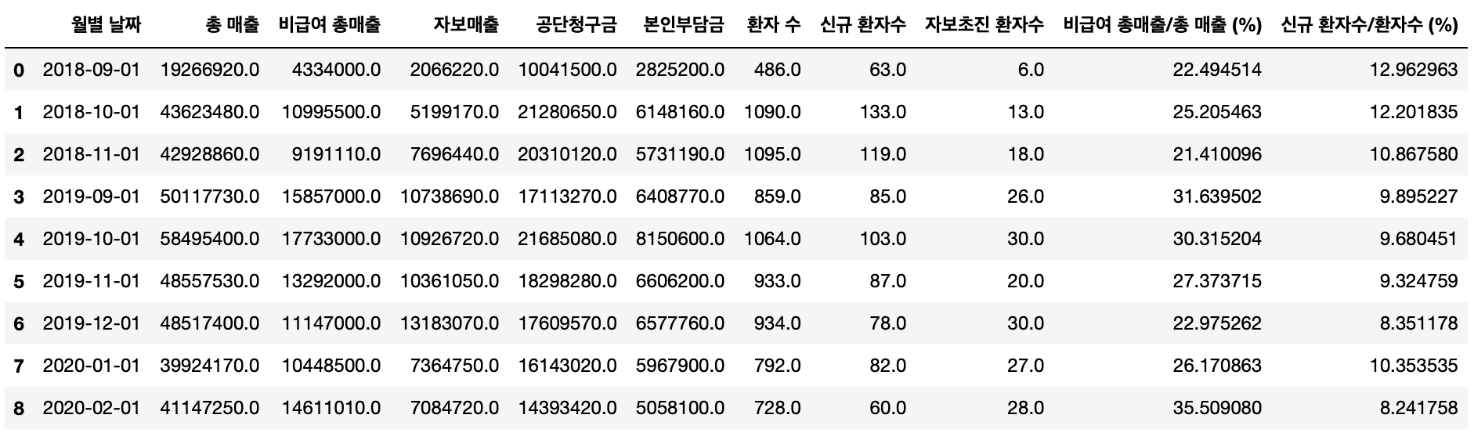 월별 날짜 총 매출 비급여 총매출 자보매출 공단청구금 본인부담금 환자 수 신규 환자수 자보초진 환자수 비급여 총매출/총 매출 (%) 신규 환자수/환자수 (%)
0 2018-09-01 19266920.0 4334000.0 2066220.0 10041500.0 2825200.0 486.0 63.0 6.0 22.494514 12.962963
1 2018-10-01 43623480.0 10995500.0 5199170.0 21280650.0 6148160.0 1090.0 133.0 13.0 25.205463 12.201835
2 2018-11-01 42928860.0 9191110.0 7696440.0 20310120.0 5731190.0 1095.0 119.0 18.0 21.410096 10.867580
3 2019-09-01 50117730.0 15857000.0 10738690.0 17113270.0 6408770.0 859.0 85.0 26.0 31.639502 9.895227
4 2019-10-01 58495400.0 17733000.0 10926720.0 21685080.0 8150600.0 1064.0 103.0 30.0 30.315204 9.680451
5 2019-11-01 48557530.0 13292000.0 10361050.0 18298280.0 6606200.0 933.0 87.0 20.0 27.373715 9.324759
6 2019-12-01 48517400.0 11147000.0 13183070.0 17609570.0 6577760.0 934.0 78.0 30.0 22.975262 8.351178
7 2020-01-01 39924170.0 10448500.0 7364750.0 16143020.0 5967900.0 792.0 82.0 27.0 26.170863 10.353535
8 2020-02-01 41147250.0 14611010.0 7084720.0 14393420.0 5058100.0 728.0 60.0 28.0 35.509080 8.241758